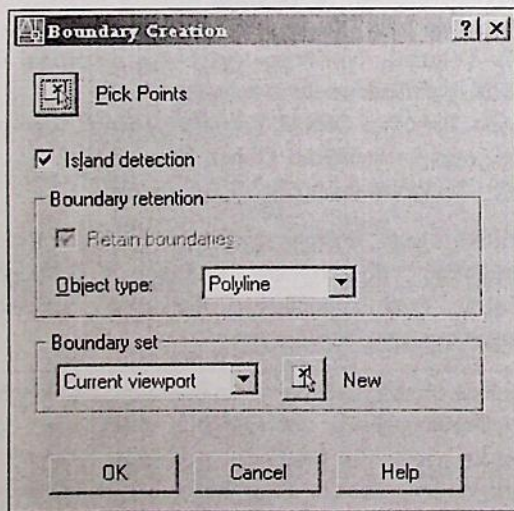 Boundary Creation
Pick Points
Island detection
Boundary retention
Retain boundaries
Object type: Polyline
Boundary set
Current viewport New
OK Cancel Help